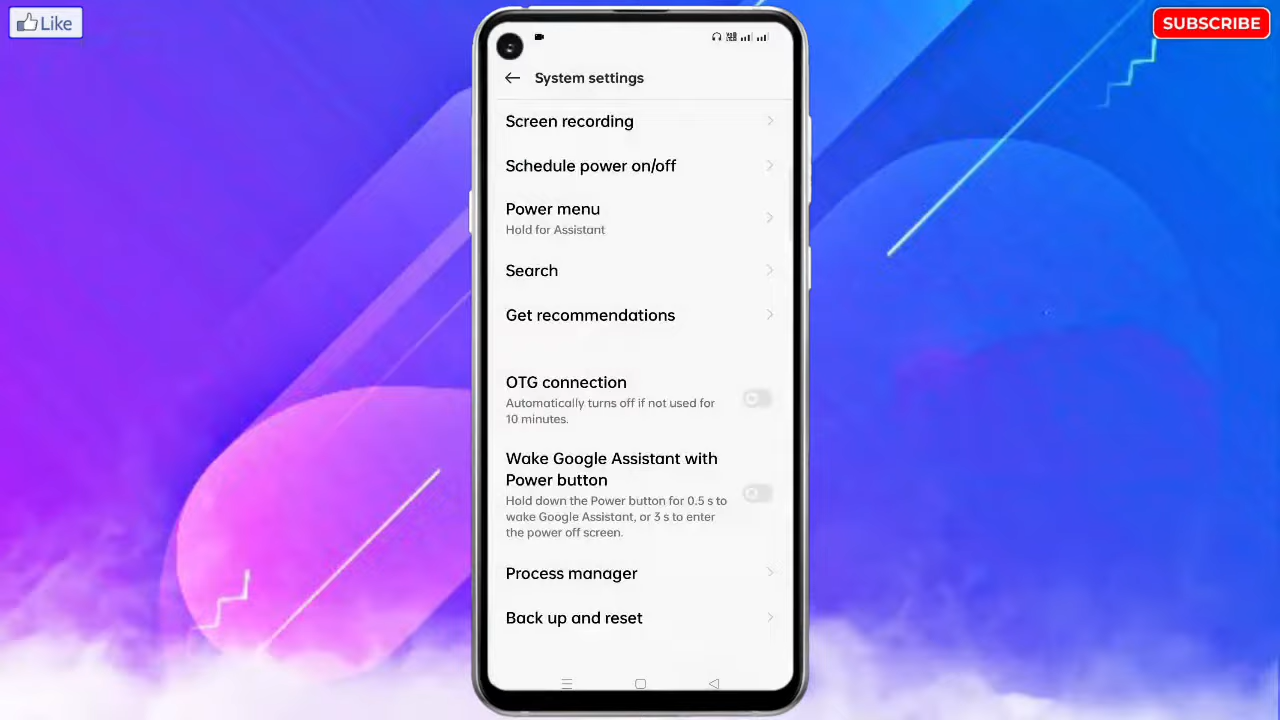 Like
SUBSCRIBE
System settings
Screen recording
Schedule power on/off
Power menu
Hold for Assistant
Search
Get recommendations
OTG connection
Automatically turns off if not used for
10 minutes.
Wake Google Assistant with
Power button
Hold down the Power button for 0.5 s to
wake Google Assistant, or 3 s to enter
the power off screen.
Process manager
Back up and reset